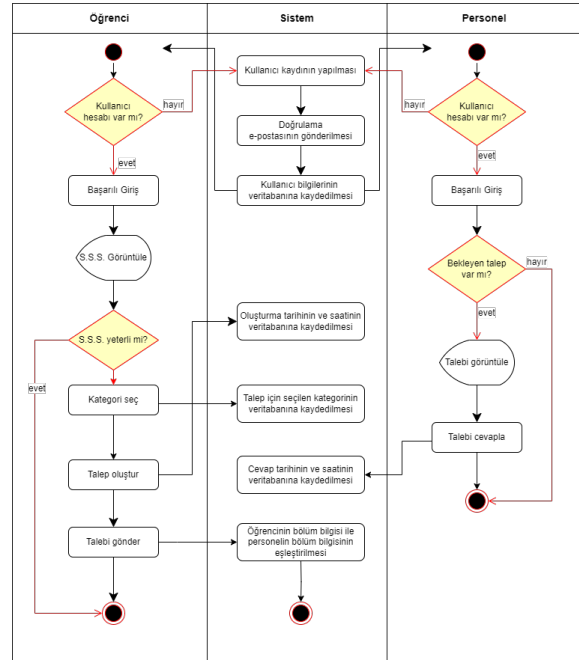 Öğrenci
Sistem
Personel
Kullanıcı
hesabı var mı?
hayır
evet
Başarılı Giriş
S.S.S. Görüntüle
S.S.S. yeterli mi?
evet
Kategori seç
Talep oluştur
Talebi gönder
Kullanıcı kaydının yapılması
Doğrulama
e-postasının gönderilmesi
Kullanıcı bilgilerinin
veritabanına kaydedilmesi
Oluşturma tarihinin ve saatinin
veritabanına kaydedilmesi
Talep için seçilen kategorinin
veritabanına kaydedilmesi
Cevap tarihinin ve saatinin
veritabanına kaydedilmesi
Öğrencinin bölüm bilgisi ile
personelin bölüm bilgisinin
eşleştirilmesi
Kullanıcı
hesabı var mı?
hayır
evet
Başarılı Giriş
Bekleyen talep
var mı?
hayır
evet
Talebi görüntüle
Talebi cevapla